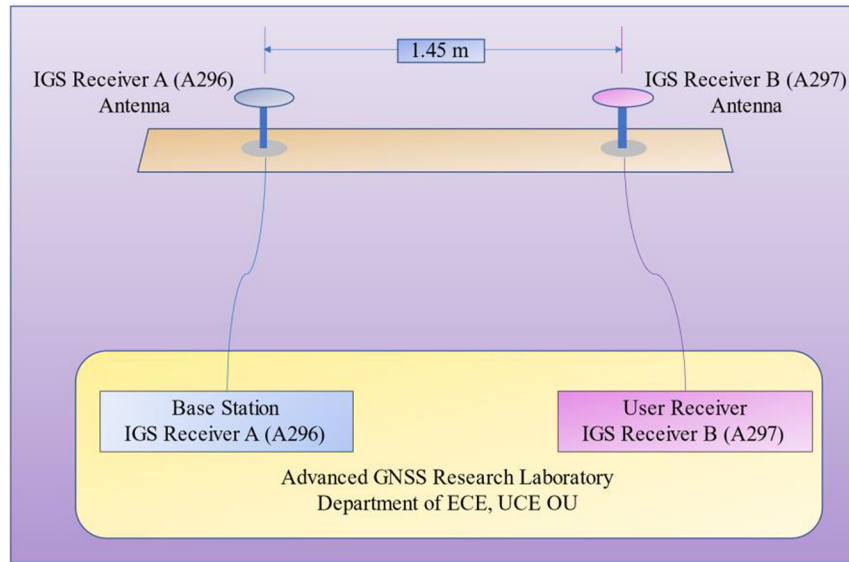 1.45 m
IGS Receiver A (A296)
Antenna
IGS Receiver B (A297)
Antenna
Base Station
IGS Receiver A (A296)
User Receiver
IGS Receiver B (A297)
Advanced GNSS Research Laboratory
Department of ECE, UCE OU